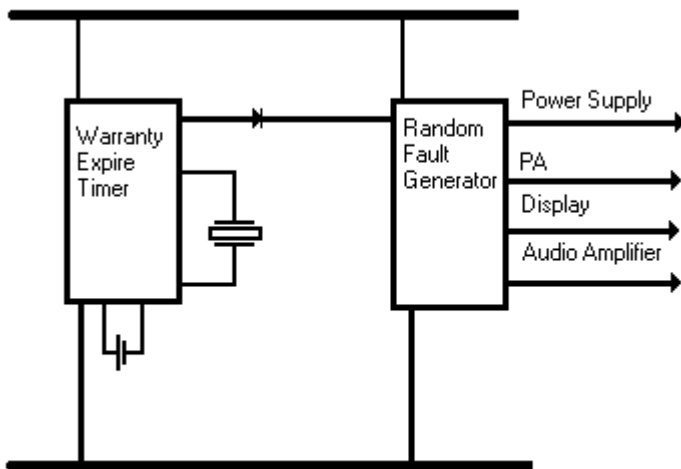 Warranty
Expire
Timer
Random
Fault
Generator
Power Supply
PA
Display
Audio Amplifier